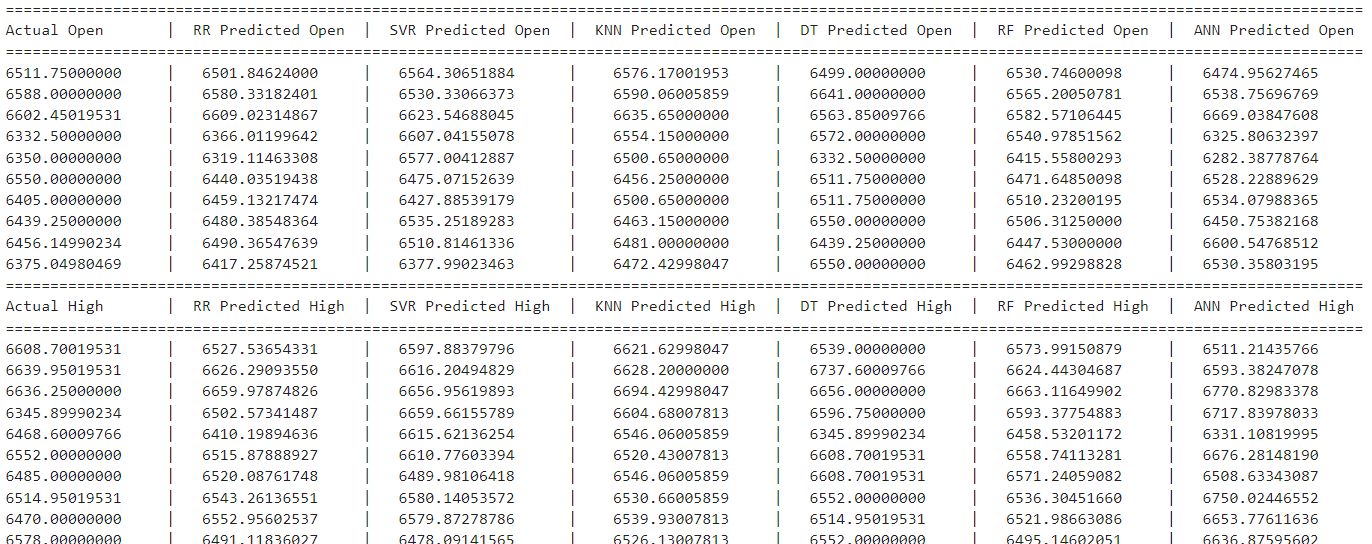 ==========================================================================================================================================================
Actual Open | RR Predicted Open | SVR Predicted Open | KNN Predicted Open | DT Predicted Open | RF Predicted Open | ANN Predicted Open
==========================================================================================================================================================
6511.75000000 | 6501.84624000 | 6564.30651884 | 6576.17001953 | 6499.00000000 | 6530.74600098 | 6474.95627465
6588.00000000 | 6580.33182401 | 6530.33066373 | 6590.06005859 | 6641.00000000 | 6565.20050781 | 6538.75696769
6602.45019531 | 6609.02314867 | 6623.54688045 | 6635.65000000 | 6563.85009766 | 6582.57106445 | 6669.03847608
6332.50000000 | 6366.01199642 | 6607.04155078 | 6554.15000000 | 6572.00000000 | 6540.97851562 | 6325.80632397
6350.00000000 | 6319.11463308 | 6577.00412887 | 6500.65000000 | 6332.50000000 | 6415.55800293 | 6282.38778764
6550.00000000 | 6440.03519438 | 6475.07152639 | 6456.25000000 | 6511.75000000 | 6471.64850098 | 6528.22889629
6405.00000000 | 6459.13217474 | 6427.88539179 | 6500.65000000 | 6511.75000000 | 6510.23200195 | 6534.07988365
6439.25000000 | 6480.38548364 | 6535.25189283 | 6463.15000000 | 6550.00000000 | 6506.31250000 | 6450.75382168
6456.14990234 | 6490.36547639 | 6510.81461336 | 6481.00000000 | 6439.25000000 | 6447.53000000 | 6600.54768512
6375.04980469 | 6417.25874521 | 6377.99023463 | 6472.42998047 | 6550.00000000 | 6462.99298828 | 6530.35803195
==========================================================================================================================================================
Actual High | RR Predicted High | SVR Predicted High | KNN Predicted High | DT Predicted High | RF Predicted High | ANN Predicted High
==========================================================================================================================================================
6608.70019531 | 6527.53654331 | 6597.88379796 | 6621.62998047 | 6539.00000000 | 6573.99150879 | 6511.21435766
6639.95019531 | 6626.29093550 | 6616.20494829 | 6628.20000000 | 6737.60009766 | 6624.44304687 | 6593.38247078
6636.25000000 | 6659.97874826 | 6656.95619893 | 6694.42998047 | 6656.00000000 | 6663.11649902 | 6770.82983378
6345.89990234 | 6502.57341487 | 6659.66155789 | 6604.68007813 | 6596.75000000 | 6593.37754883 | 6717.83978033
6468.60009766 | 6410.19894636 | 6615.62136254 | 6546.06005859 | 6345.89990234 | 6458.53201172 | 6331.10819995
6552.00000000 | 6515.87888927 | 6610.77603394 | 6520.43007813 | 6608.70019531 | 6558.74113281 | 6676.28148190
6485.00000000 | 6520.08761748 | 6489.98106418 | 6546.06005859 | 6608.70019531 | 6571.24059082 | 6508.63343087
6514.95019531 | 6543.26136551 | 6580.14053572 | 6530.66005859 | 6552.00000000 | 6536.30451660 | 6750.02446552
6470.00000000 | 6552.95602537 | 6579.87278786 | 6539.93007813 | 6514.95019531 | 6521.98663086 | 6653.77611636
6578.00000000 | 6491.11836027 | 6478.09141565 | 6526.13007813 | 6552.00000000 | 6495.14602051 | 6636.87595602